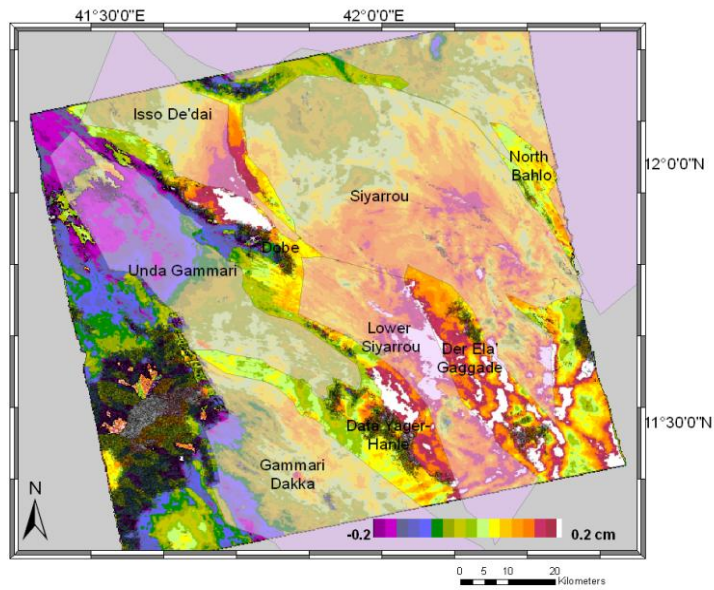 41°30'0"E 42°0'0"E
Isso De'dai
North
Bahlo
12°0'0"N
Siyarrou
Dobe
Unda Gammari
Lower
Siyarrou
Der Ela'
Gaggade
11°30'0"N
Data Yager-
Hanle
Gammari
Dakka
N
-0.2 0.2 cm
0 5 10 20
Kilometers